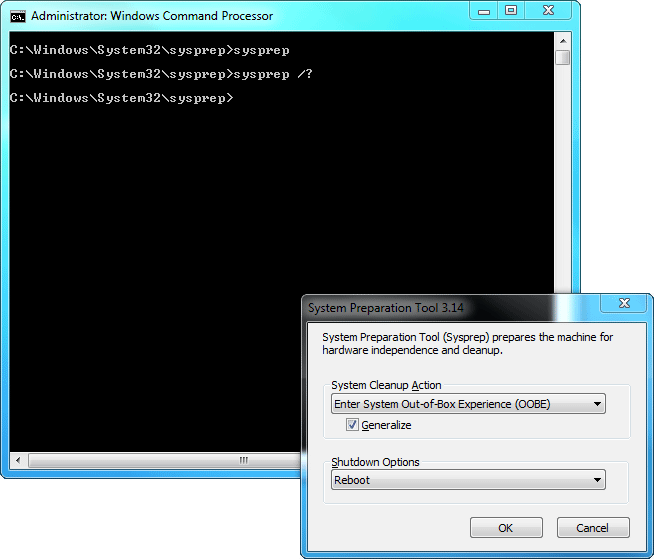 Administrator: Windows Command Processor
C:\Windows\System32\sysprep>sysprep
C:\Windows\System32\sysprep>sysprep /?
C:\Windows\System32\sysprep>
System Preparation Tool 3.14
System Preparation Tool (Sysprep) prepares the machine for
hardware independence and cleanup.
System Cleanup Action
Enter System Out-of-Box Experience (OOBE)
Generalize
Shutdown Options
Reboot
OK
Cancel